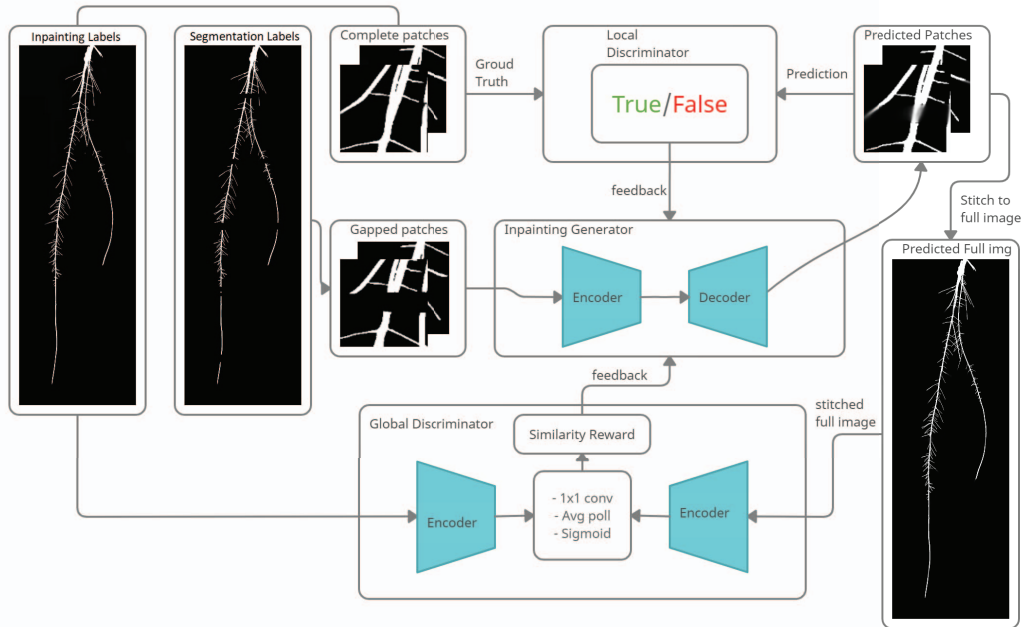 Inpainting Labels
Segmentation Labels
Complete patches
Groud
Truth
Local
Discriminator
True/False
Prediction
Predicted Patches
feedback
Stitch to
full image
Gapped patches
Inpainting Generator
Encoder
Decoder
Predicted Full img
feedback
stitched
full image
Global Discriminator
Similarity Reward
Encoder
- 1x1 conv
- Avg poll
- Sigmoid
Encoder